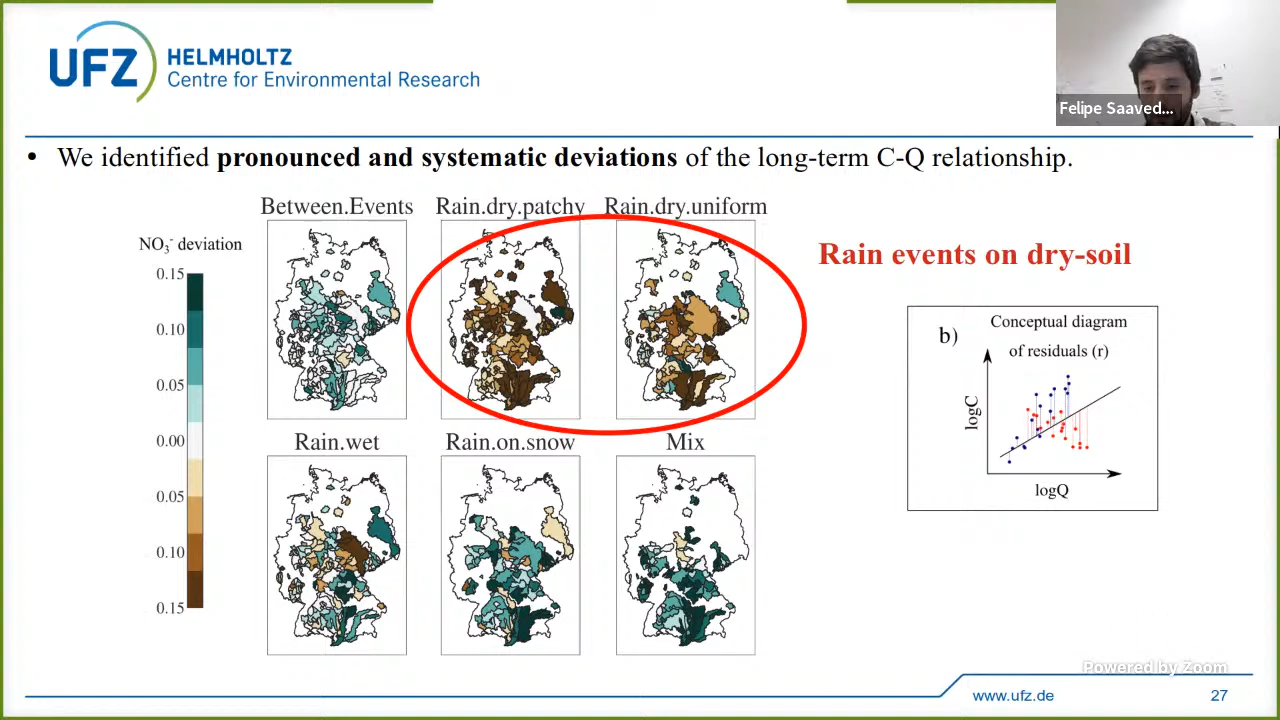 UFZ HELMHOLTZ
Centre for Environmental Research
Felipe Saaved...
• We identified pronounced and systematic deviations of the long-term C-Q relationship.
Between.Events Rain.dry.patchy Rain.dry.uniform
NO₃⁻ deviation
0.15
0.10
0.05
0.00
0.05
0.10
0.15
Rain events on dry-soil
b) Conceptual diagram
of residuals (r)
logC
logQ
Rain.wet Rain.on.snow Mix
Powered by Zoom
www.ufz.de 27